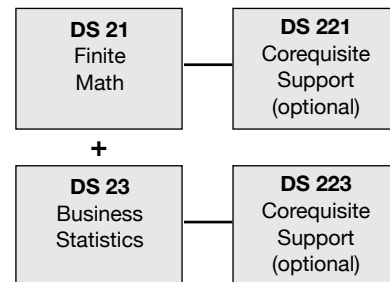 DS 21
Finite
Math
DS 221
Corequisite
Support
(optional)
+
DS 23
Business
Statistics
DS 223
Corequisite
Support
(optional)